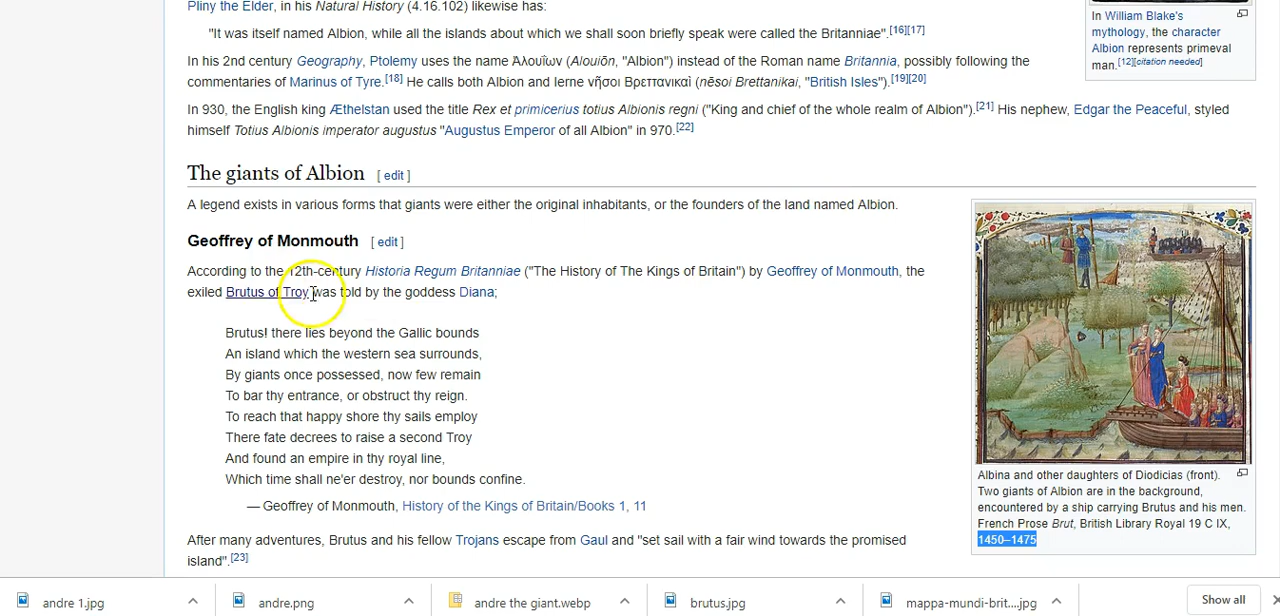 Pliny the Elder, in his Natural History (4.16.102) likewise has:
"It was itself named Albion, while all the islands about which we shall soon briefly speak were called the Britanniae".[16][17]
In his 2nd century Geography, Ptolemy uses the name Ἀλουΐων (Alouiōn, "Albion") instead of the Roman name Britannia, possibly following the
commentaries of Marinus of Tyre.[18] He calls both Albion and Ierne νῆσοι Βρεττανικαὶ (nēsoi Brettanikai, "British Isles").[19][20]
In 930, the English king Æthelstan used the title Rex et primicerius totius Albionis regni ("King and chief of the whole realm of Albion").[21] His nephew, Edgar the Peaceful, styled
himself Totius Albionis imperator augustus "Augustus Emperor of all Albion" in 970.[22]
In William Blake's
mythology, the character
Albion represents primeval
man.[12][citation needed]
The giants of Albion [ edit ]
A legend exists in various forms that giants were either the original inhabitants, or the founders of the land named Albion.
Geoffrey of Monmouth [ edit ]
According to the 12th-century Historia Regum Britanniae ("The History of The Kings of Britain") by Geoffrey of Monmouth, the
exiled Brutus of Troy was told by the goddess Diana;
Brutus! there lies beyond the Gallic bounds
An island which the western sea surrounds,
By giants once possessed, now few remain
To bar thy entrance, or obstruct thy reign.
To reach that happy shore thy sails employ
There fate decrees to raise a second Troy
And found an empire in thy royal line,
Which time shall ne'er destroy, nor bounds confine.
— Geoffrey of Monmouth, History of the Kings of Britain/Books 1, 11
After many adventures, Brutus and his fellow Trojans escape from Gaul and "set sail with a fair wind towards the promised
island".[23]
Albina and other daughters of Diodicias (front).
Two giants of Albion are in the background,
encountered by a ship carrying Brutus and his men.
French Prose Brut, British Library Royal 19 C IX,
1450–1475
andre 1.jpg
andre.png
andre the giant.webp
brutus.jpg
mappa-mundi-brit....jpg
Show all